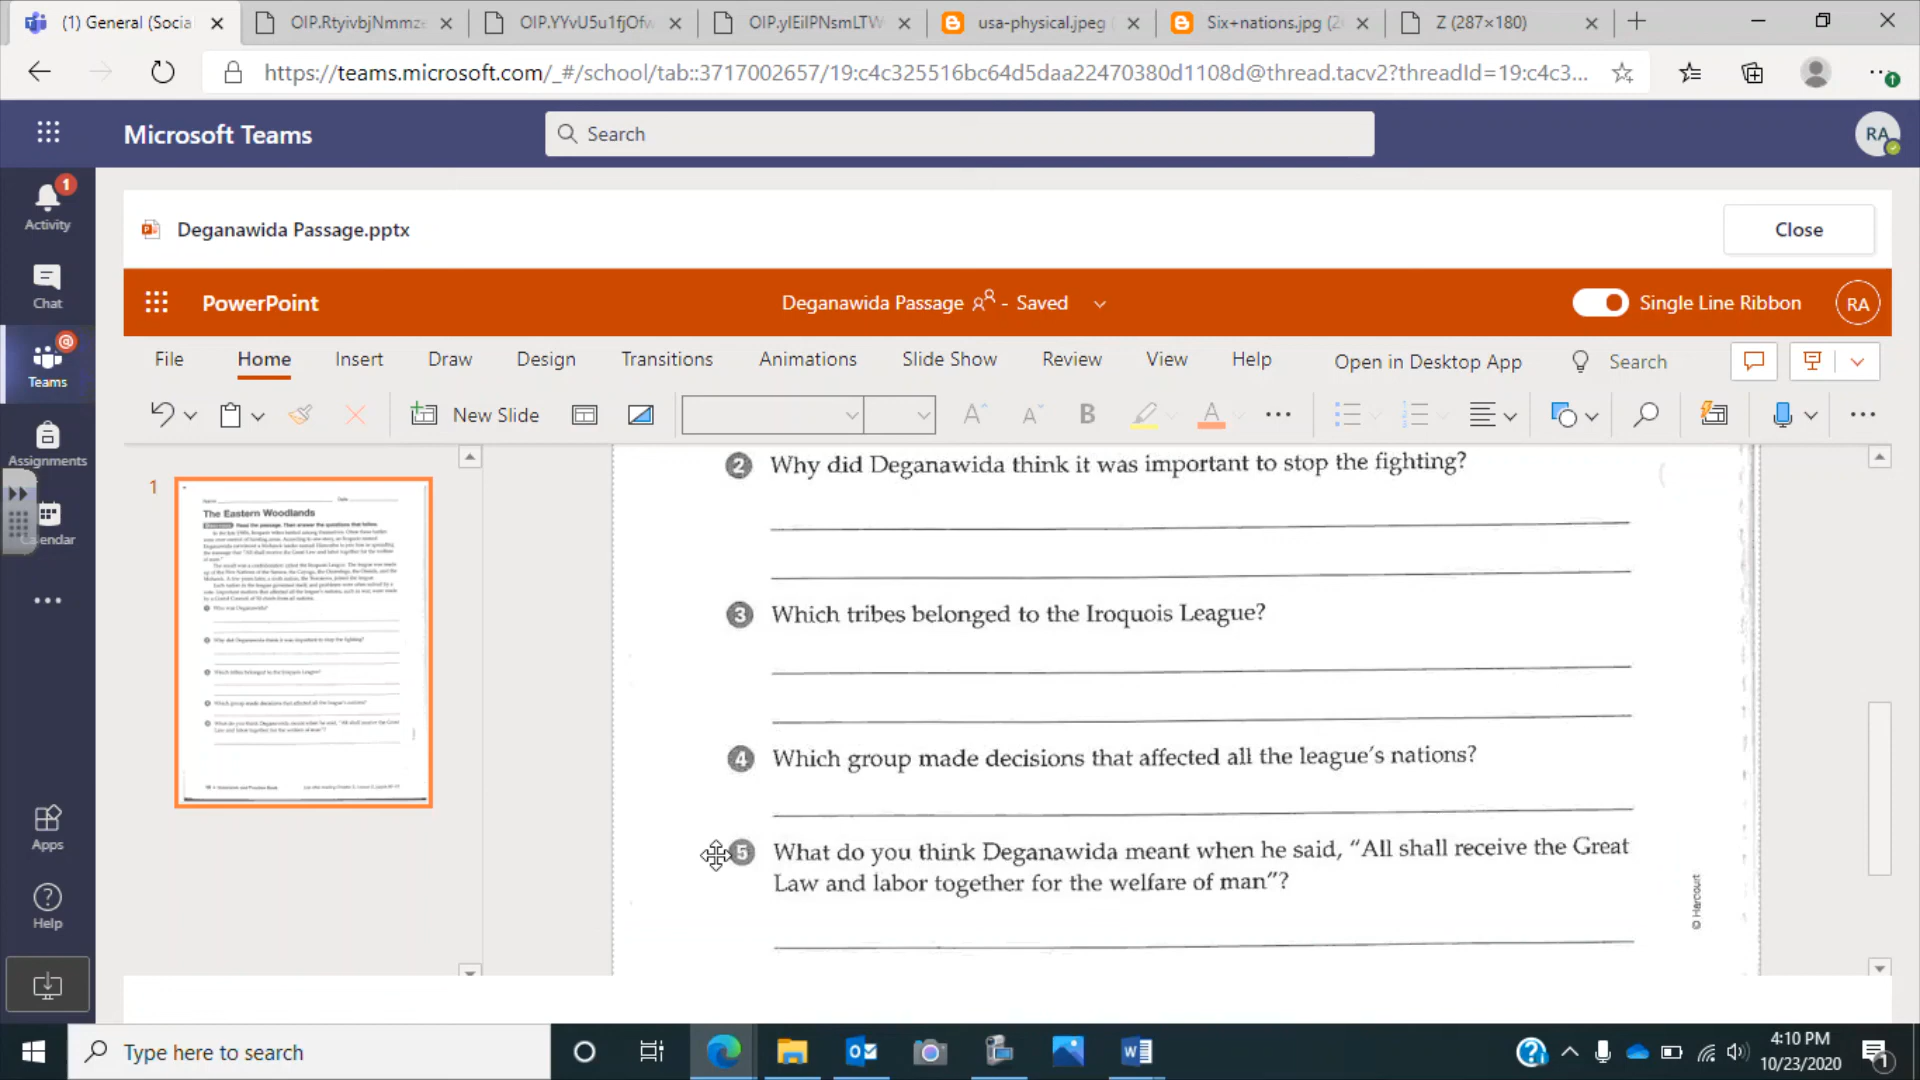 (1) General (Social
OIP.RtyivbjNmmz
OIP.YYvU5u1fjOfw
OIP.yIEiIPNsmLTW
usa-physical.jpeg (
Six+nations.jpg (2
Z (287×180)
https://teams.microsoft.com/_#/school/tab::3717002657/19:c4c325516bc64d5daa22470380d1108d@thread.tacv2?threadId=19:c4c3...
Microsoft Teams
Search
RA
1
Activity
Chat
Teams
Assignments
Calendar
Apps
Help
Deganawida Passage.pptx
Close
PowerPoint
Deganawida Passage - Saved
Single Line Ribbon
RA
File Home Insert Draw Design Transitions Animations Slide Show Review View Help Open in Desktop App Search
New Slide
1
The Eastern Woodlands
2 Why did Deganawida think it was important to stop the fighting?
3 Which tribes belonged to the Iroquois League?
4 Which group made decisions that affected all the league's nations?
5 What do you think Deganawida meant when he said, "All shall receive the Great
Law and labor together for the welfare of man"?
© Harcourt
Type here to search
4:10 PM
10/23/2020
1